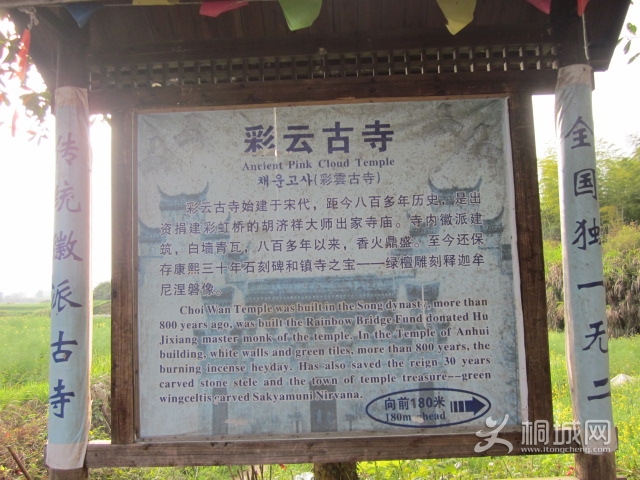 彩云古寺
Ancient Pink Cloud Temple
채운고사(彩雲古寺)
彩云古寺始建于宋代，距今八百多年历史，是出
资捐建彩虹桥的胡济祥大师出家寺庙。寺内徽派建
筑，白墙青瓦，八百多年以来，香火鼎盛。至今还保
存康熙三十年石刻碑和镇寺之宝——绿檀雕刻释迦牟
尼涅磐像。
Choi Wan Temple was built in the Song dynasty, more than
800 years ago, was built the Rainbow Bridge Fund donated Hu
Jixiang master monk of the temple. In the Temple of Anhui
building, white walls and green tiles, more than 800 years, the
burning incense heyday. Has also saved the reign 30 years
carved stone stele and the town of temple treasure--green
wingceltis carved Sakyamuni Nirvana.
向前180米
180m ahead
传统徽派古寺
全国独一无二
桐城网
www.itongcheng.com